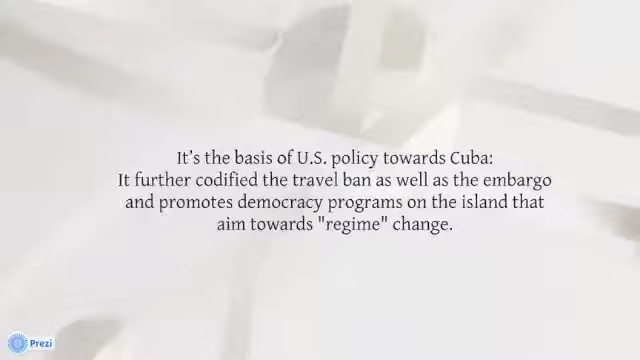 It's the basis of U.S. policy towards Cuba:
It further codified the travel ban as well as the embargo
and promotes democracy programs on the island that
aim towards "regime" change.
Prezi